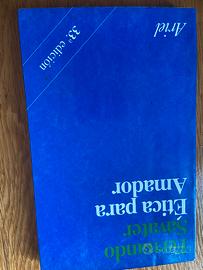 Fernando
Savater
Ética para
Amador
33.ª edición
Ariel